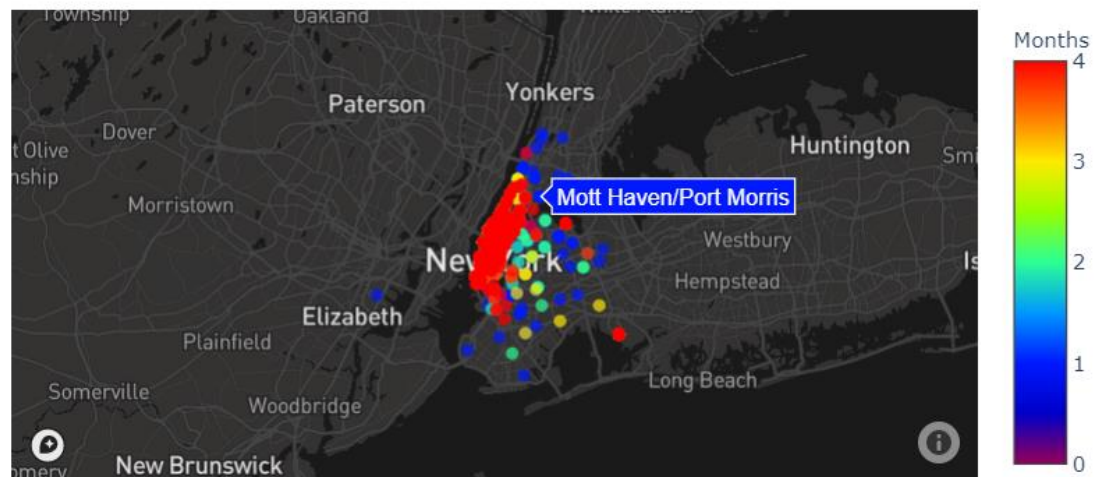 Township
Oakland
White Plains
Months
4
Yonkers
Paterson
Dover
Huntington
t Olive
nship
Smi
3
Mott Haven/Port Morris
Morristown
Westbury
New York
Is
2
Hempstead
Elizabeth
Plainfield
1
Long Beach
Somerville
Woodbridge
New Brunswick
omery
0